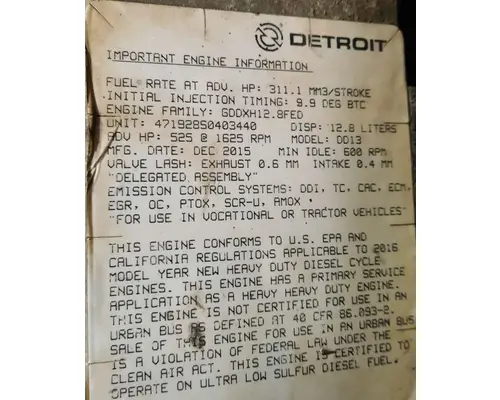 DETROIT
IMPORTANT ENGINE INFORMATION
FUEL RATE AT ADV. HP: 311.1 MM3/STROKE
INITIAL INJECTION TIMING: 9.9 DEG BTC
ENGINE FAMILY: GDDXH12.8FED
UNIT: 471928S0403440 DISP: 12.8 LITERS
ADV HP: 525 @ 1625 RPM MODEL: DD13
MFG. DATE: DEC 2015 MIN IDLE: 600 RPM
VALVE LASH: EXHAUST 0.6 MM INTAKE 0.4 MM
"DELEGATED ASSEMBLY"
EMISSION CONTROL SYSTEMS: DDI, TC, CAC, ECM,
EGR, OC, PTOX, SCR-U, AMOX
"FOR USE IN VOCATIONAL OR TRACTOR VEHICLES"
THIS ENGINE CONFORMS TO U.S. EPA AND
CALIFORNIA REGULATIONS APPLICABLE TO 2016
MODEL YEAR NEW HEAVY DUTY DIESEL CYCLE
ENGINES. THIS ENGINE HAS A PRIMARY SERVICE
APPLICATION AS A HEAVY HEAVY DUTY ENGINE.
THIS ENGINE IS NOT CERTIFIED FOR USE IN AN
URBAN BUS AS DEFINED AT 40 CFR 86.093-2.
SALE OF THIS ENGINE FOR USE IN AN URBAN BUS
IS A VIOLATION OF FEDERAL LAW UNDER THE
CLEAN AIR ACT. THIS ENGINE IS CERTIFIED TO
OPERATE ON ULTRA LOW SULFUR DIESEL FUEL.